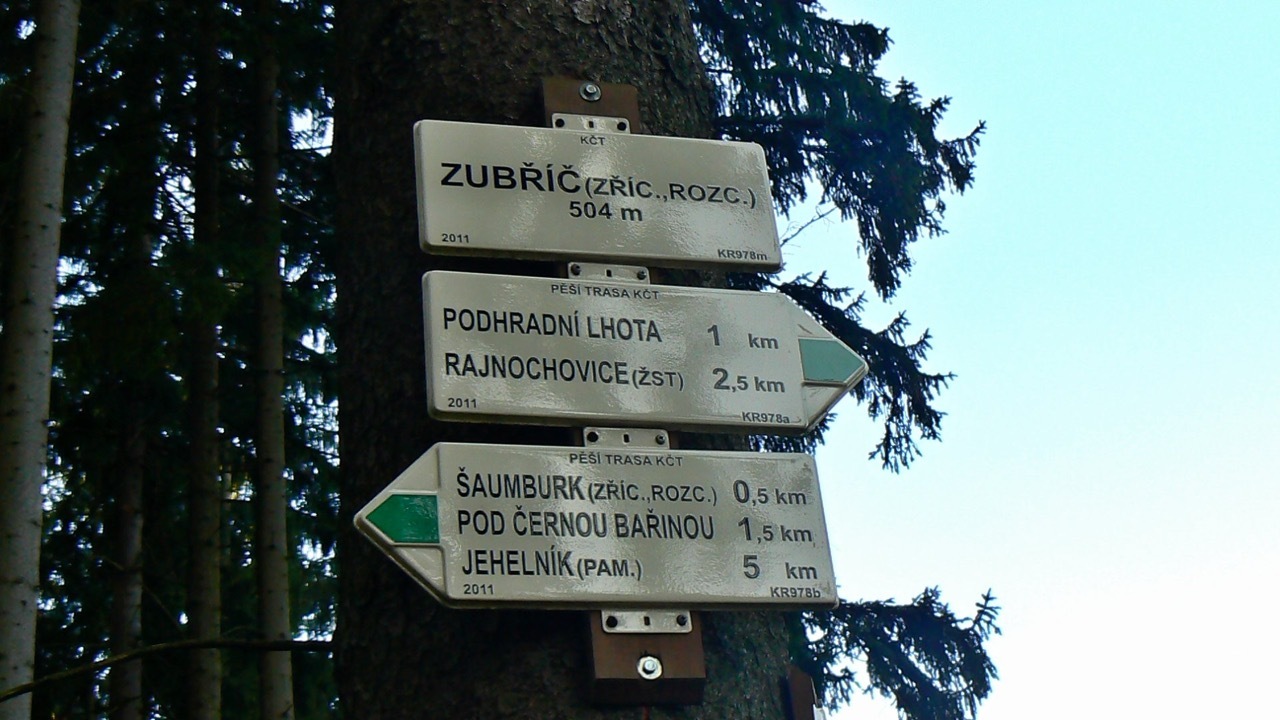 KČT
ZUBŘÍČ (ZŘÍC.,ROZC.)
504 m
2011 KR978m
PĚŠÍ TRASA KČT
PODHRADNÍ LHOTA 1 km
RAJNOCHOVICE (ŽST) 2,5 km
2011 KR978a
PĚŠÍ TRASA KČT
ŠAUMBURK (ZŘÍC.,ROZC.) 0,5 km
POD ČERNOU BAŘINOU 1,5 km
JEHELNÍK (PAM.) 5 km
2011 KR978b